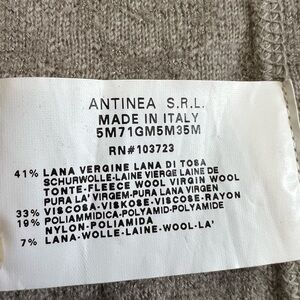 ANTINEA S.R.L.
MADE IN ITALY
5M71GM5M35M
RN#103723
41% LANA VERGINE LANA DI TOSA
SCHURWOLLE-LAINE VIERGE LAINE DE
TONTE-FLEECE WOOL VIRGIN WOOL
PURA LA' VIRGEM-PURA LANA VIRGEN
33% VISCOSA-VISKOSE-VISCOSE-RAYON
19% POLIAMMIDICA-POLYAMID-POLYAMIDE
NYLON-POLIAMIDA
7% LANA-WOLLE-LAINE-WOOL-LA'